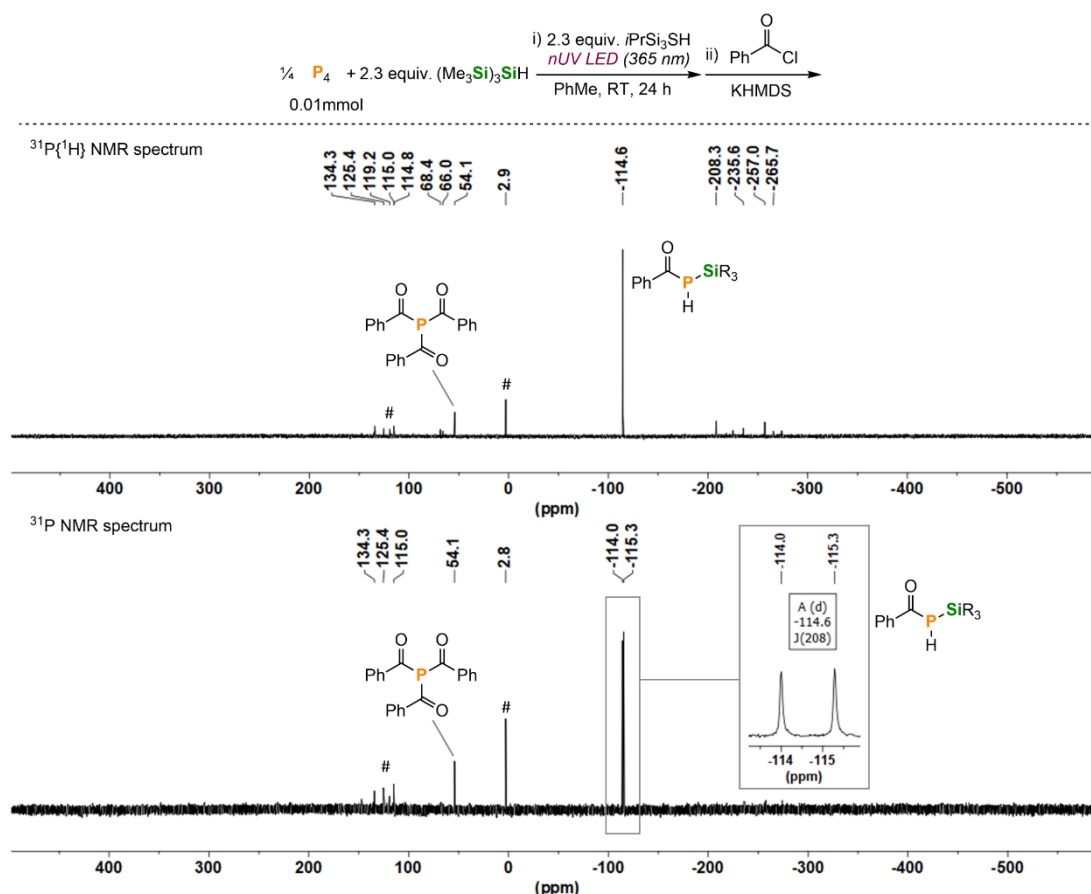 i) 2.3 equiv. iPrSi₃SH
ii)
O
Ph
Cl
¼ P₄ + 2.3 equiv. (Me₃Si)₃SiH
nUV LED (365 nm)
PhMe, RT, 24 h
KHMDS
0.01mmol
³¹P{¹H} NMR spectrum
134.3
125.4
119.2
115.0
114.8
68.4
66.0
54.1
2.9
-114.6
-208.3
-235.6
-257.0
-265.7
O
Ph
P
H
SiR₃
O
O
Ph
P
Ph
Ph
O
#
#
400 300 200 100 0 -100 -200 -300 -400 -500
(ppm)
³¹P NMR spectrum
134.3
125.4
115.0
54.1
2.8
-114.0
-115.3
-114.0
-115.3
A (d)
-114.6
J(208)
O
Ph
P
H
SiR₃
O
O
Ph
P
Ph
Ph
O
#
#
-114 -115
(ppm)
400 300 200 100 0 -100 -200 -300 -400 -500
(ppm)